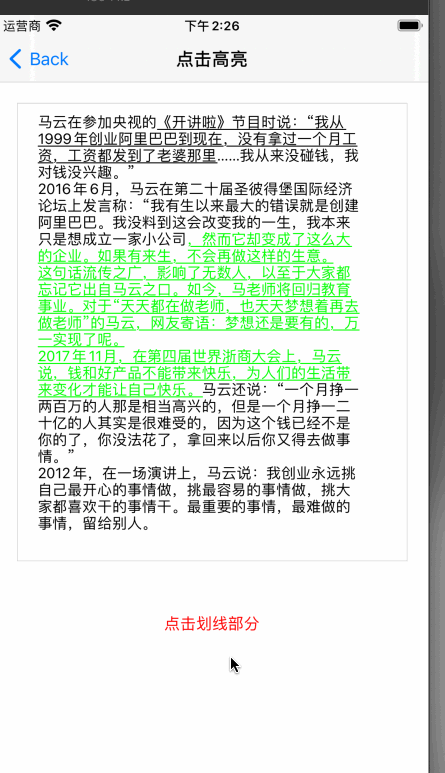 运营商
下午2:26
Back
点击高亮
马云在参加央视的《开讲啦》节目时说：“我从
1999年创业阿里巴巴到现在，没有拿过一个月工
资，工资都发到了老婆那里……我从来没碰钱，我
对钱没兴趣。”
2016年6月，马云在第二十届圣彼得堡国际经济
论坛上发言称：“我有生以来最大的错误就是创建
阿里巴巴。我没料到这会改变我的一生，我本来
只是想成立一家小公司，然而它却变成了这么大
的企业。如果有来生，不会再做这样的生意。
这句话流传之广，影响了无数人，以至于大家都
忘记它出自马云之口。如今，马老师将回归教育
事业。对于“天天都在做老师，也天天梦想着再去
做老师”的马云，网友寄语：梦想还是要有的，万
一实现了呢。
2017年11月，在第四届世界浙商大会上，马云
说，钱和好产品不能带来快乐，为人们的生活带
来变化才能让自己快乐。马云还说：“一个月挣一
两百万的人那是相当高兴的，但是一个月挣一二
十亿的人其实是很难受的，因为这个钱已经不是
你的了，你没法花了，拿回来以后你又得去做事
情。”
2012年，在一场演讲上，马云说：我创业永远挑
自己最开心的事情做，挑最容易的事情做，挑大
家都喜欢干的事情干。最重要的事情，最难做的
事情，留给别人。
点击划线部分